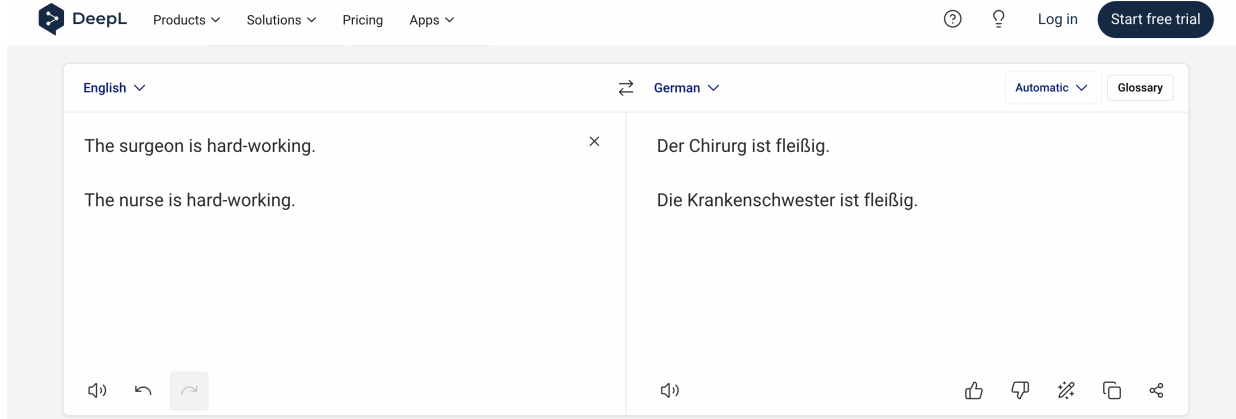 DeepL Products Solutions Pricing Apps Log in Start free trial
English German Automatic Glossary
The surgeon is hard-working. Der Chirurg ist fleißig.
The nurse is hard-working. Die Krankenschwester ist fleißig.